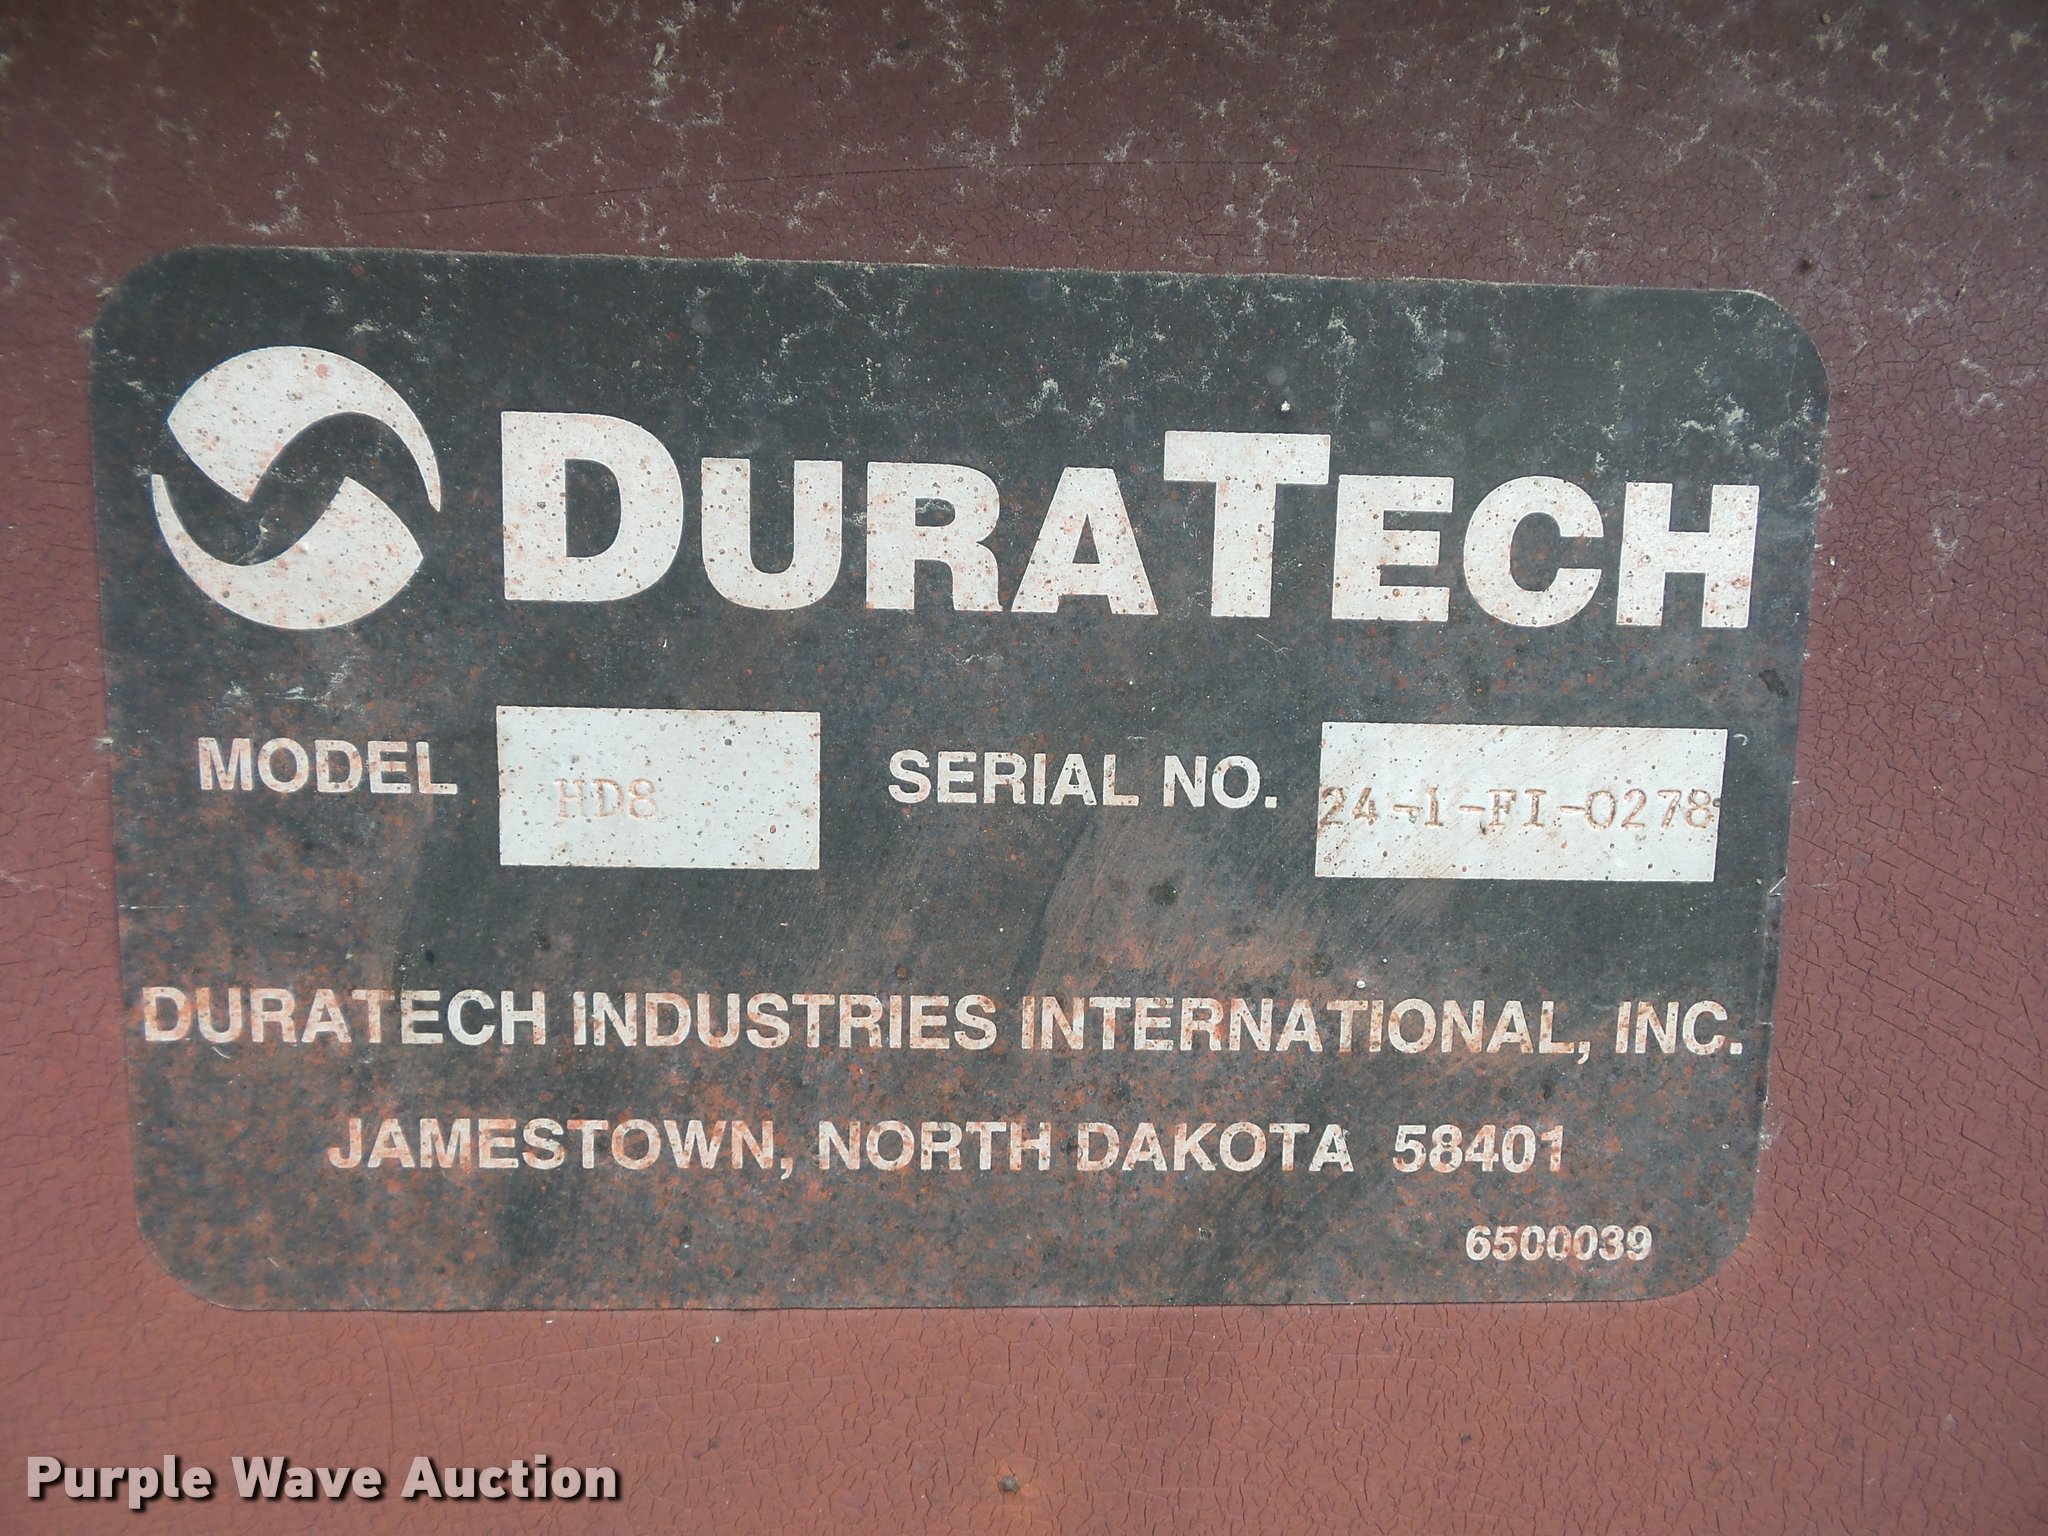 DURATECH
MODEL HD8 SERIAL NO. 24-1-FI-0278
DURATECH INDUSTRIES INTERNATIONAL, INC.
JAMESTOWN, NORTH DAKOTA 58401
6500039
Purple Wave Auction